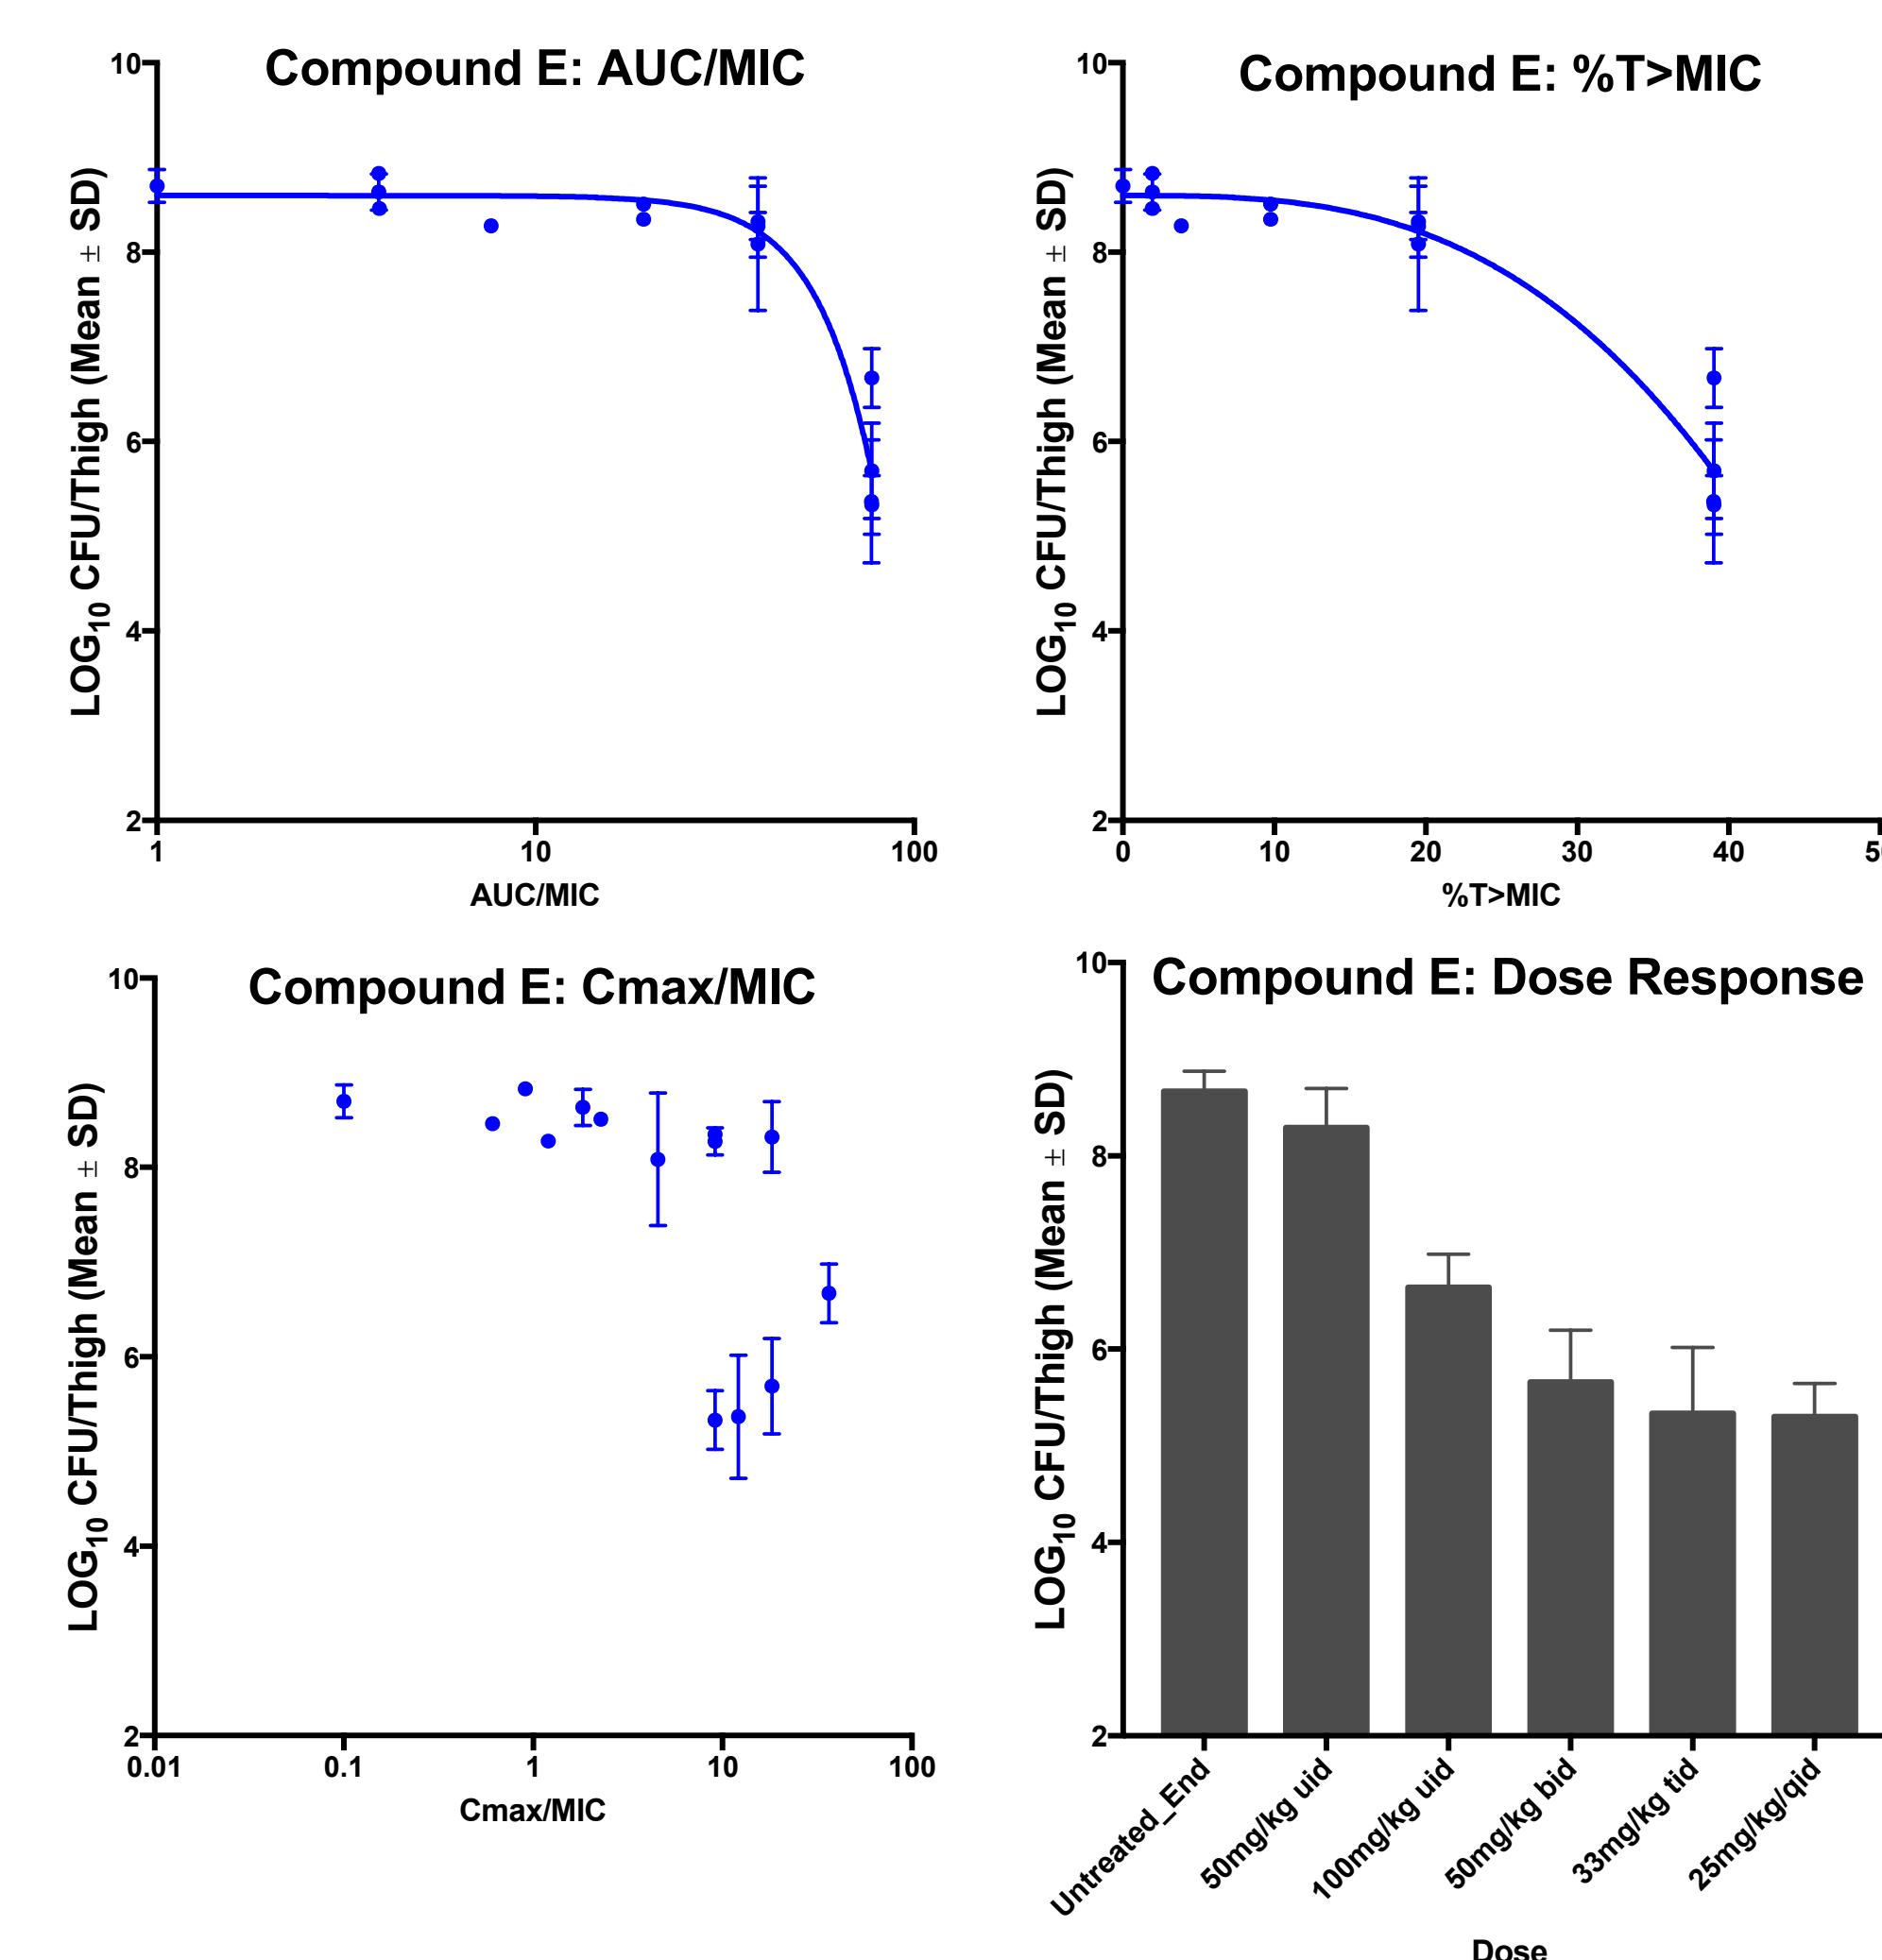 Compound E: AUC/MIC
LOG10 CFU/Thigh (Mean ± SD)
10
8
6
4
2
1
10
100
AUC/MIC
Compound E: %T>MIC
LOG10 CFU/Thigh (Mean ± SD)
10
8
6
4
2
0
10
20
30
40
AUC/MIC
%T>MIC
Compound E: Cmax/MIC
LOG10 CFU/Thigh (Mean ± SD)
10
8
6
4
2
0.01
0.1
1
10
100
Cmax/MIC
Compound E: Dose Response
LOG10 CFU/Thigh (Mean ± SD)
10
8
6
4
2
Untreated_End
50mg/kg uid
100mg/kg uid
50mg/kg bid
33mg/kg tid
25mg/kg/qid
Dose